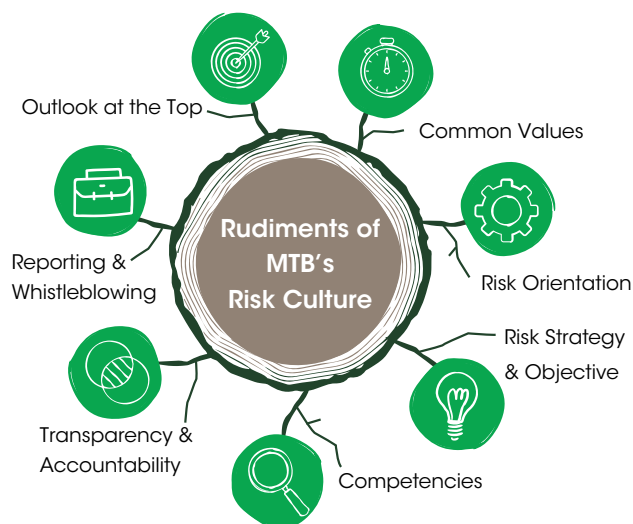 Outlook at the Top
Common Values
Reporting &
Whistleblowing
Rudiments of
MTB's
Risk Culture
Risk Orientation
Risk Strategy
& Objective
Transparency &
Accountability
Competencies